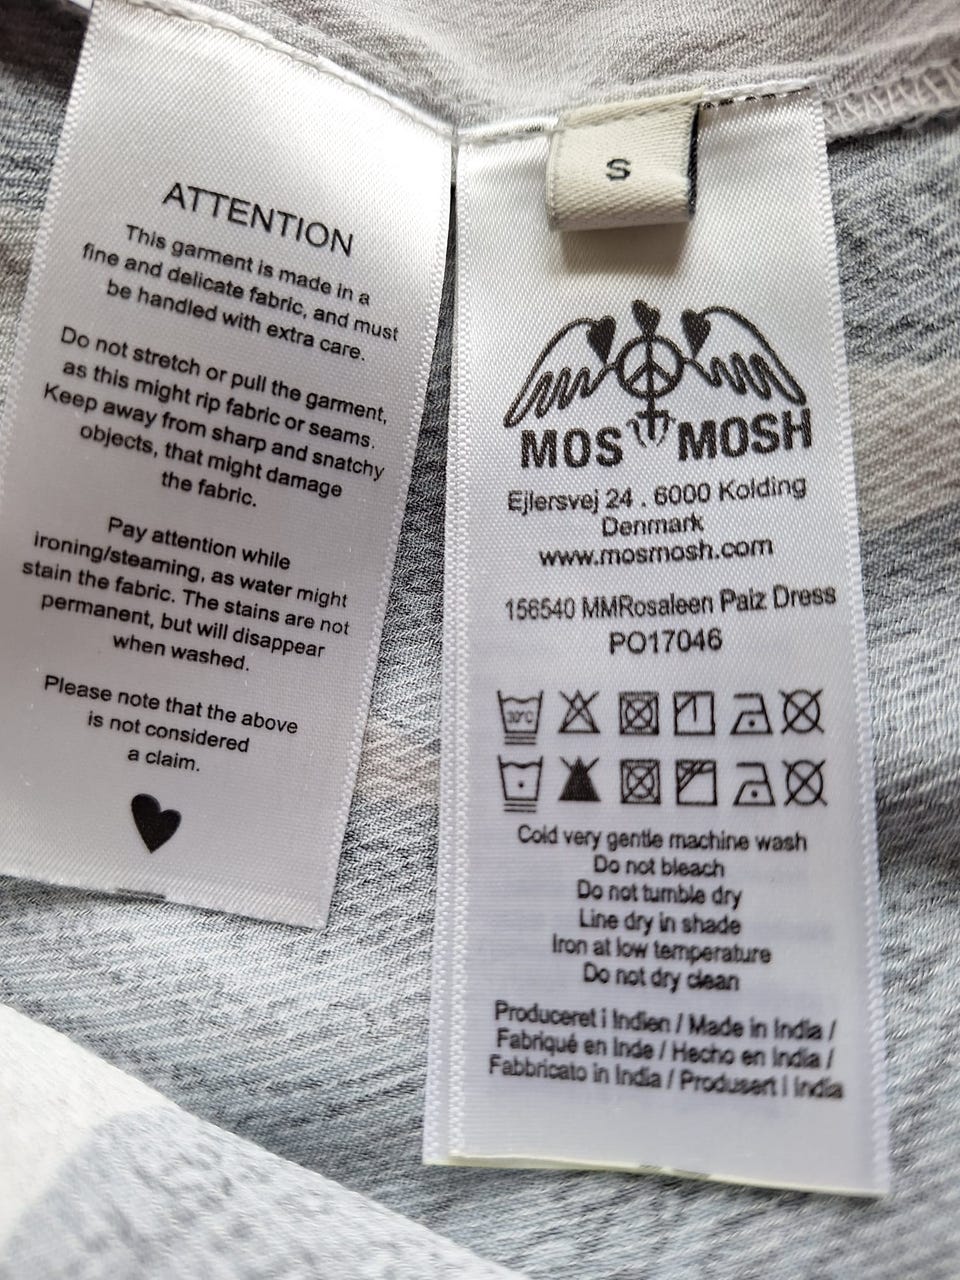 ATTENTION
This garment is made in a
fine and delicate fabric, and must
be handled with extra care.
Do not stretch or pull the garment,
as this might rip fabric or seams.
Keep away from sharp and snatchy
objects, that might damage
the fabric.
Pay attention while
ironing/steaming, as water might
stain the fabric. The stains are not
permanent, but will disappear
when washed.
Please note that the above
is not considered
a claim.
S
MOS MOSH
Ejlersvej 24 . 6000 Kolding
Denmark
www.mosmosh.com
156540 MMRosaleen Paiz Dress
PO17046
30°C
Cold very gentle machine wash
Do not bleach
Do not tumble dry
Line dry in shade
Iron at low temperature
Do not dry clean
Produceret i Indien / Made in India /
Fabriqué en Inde / Hecho en India /
Fabbricato in India / Produsert i India